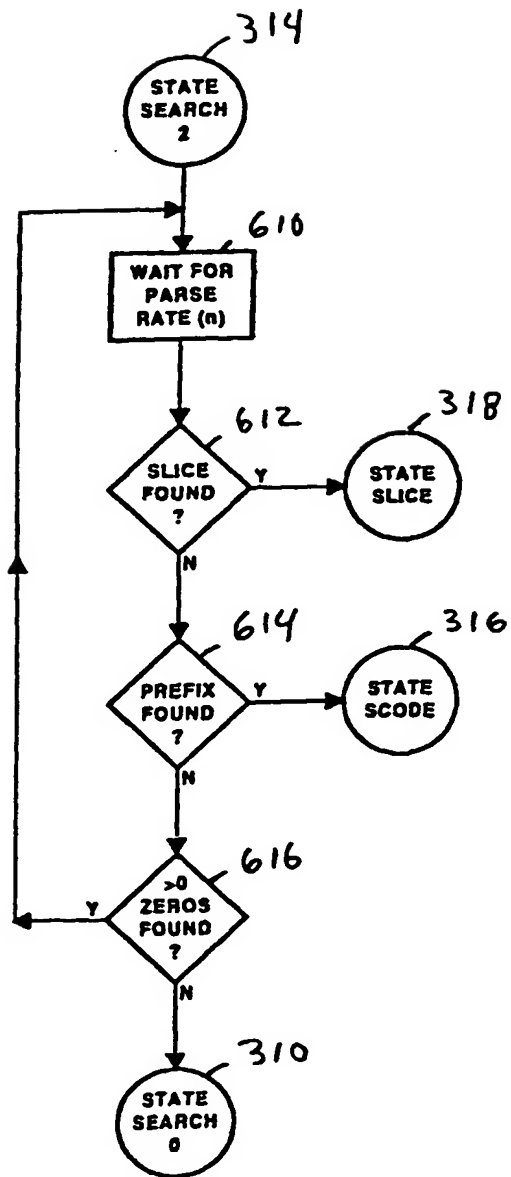 314
STATE
SEARCH
2
610
WAIT FOR
PARSE
RATE (n)
612
318
SLICE
FOUND
?
Y
STATE
SLICE
N
614
316
PREFIX
FOUND
?
Y
STATE
SCODE
N
616
>0
ZEROS
FOUND
?
Y
N
310
STATE
SEARCH
0